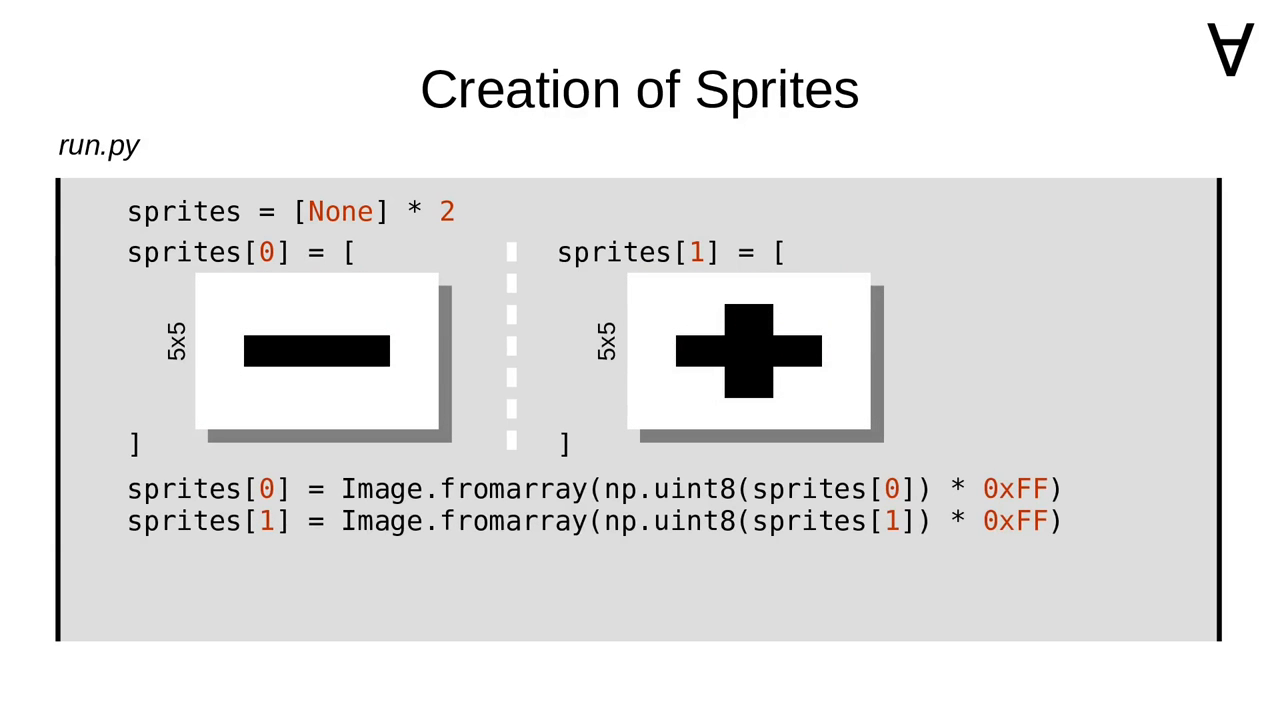 ∀
Creation of Sprites
run.py
sprites = [None] * 2
sprites[0] = [
5x5
]
sprites[1] = [
5x5
]
sprites[0] = Image.fromarray(np.uint8(sprites[0]) * 0xFF)
sprites[1] = Image.fromarray(np.uint8(sprites[1]) * 0xFF)